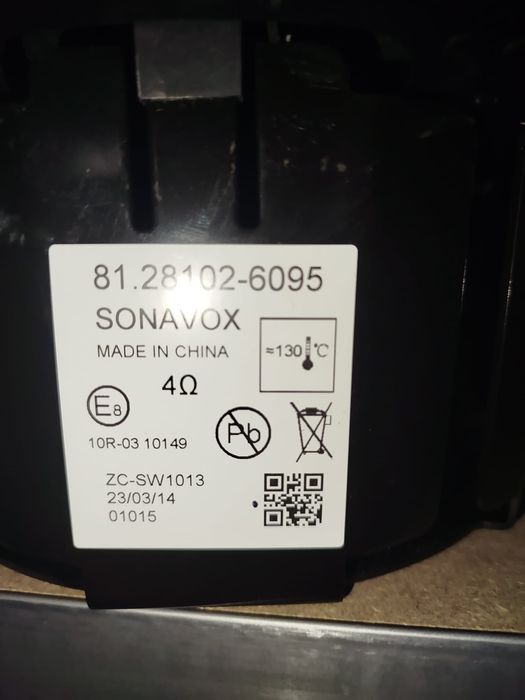 81.28102-6095
SONAVOX
MADE IN CHINA
≈130 °C
4Ω
E8
Pb
10R-03 10149
ZC-SW1013
23/03/14
01015